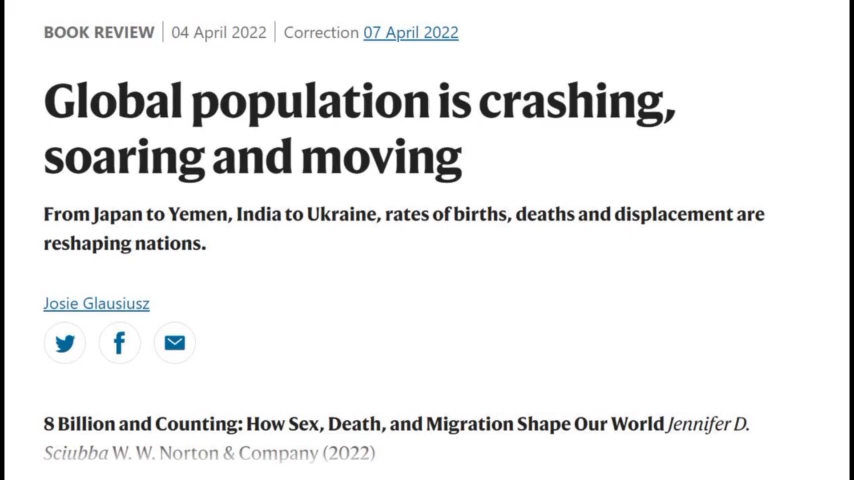 BOOK REVIEW | 04 April 2022 | Correction 07 April 2022
Global population is crashing,
soaring and moving
From Japan to Yemen, India to Ukraine, rates of births, deaths and displacement are
reshaping nations.
Josie Glausiusz
8 Billion and Counting: How Sex, Death, and Migration Shape Our World Jennifer D.
Sciubba W. W. Norton & Company (2022)